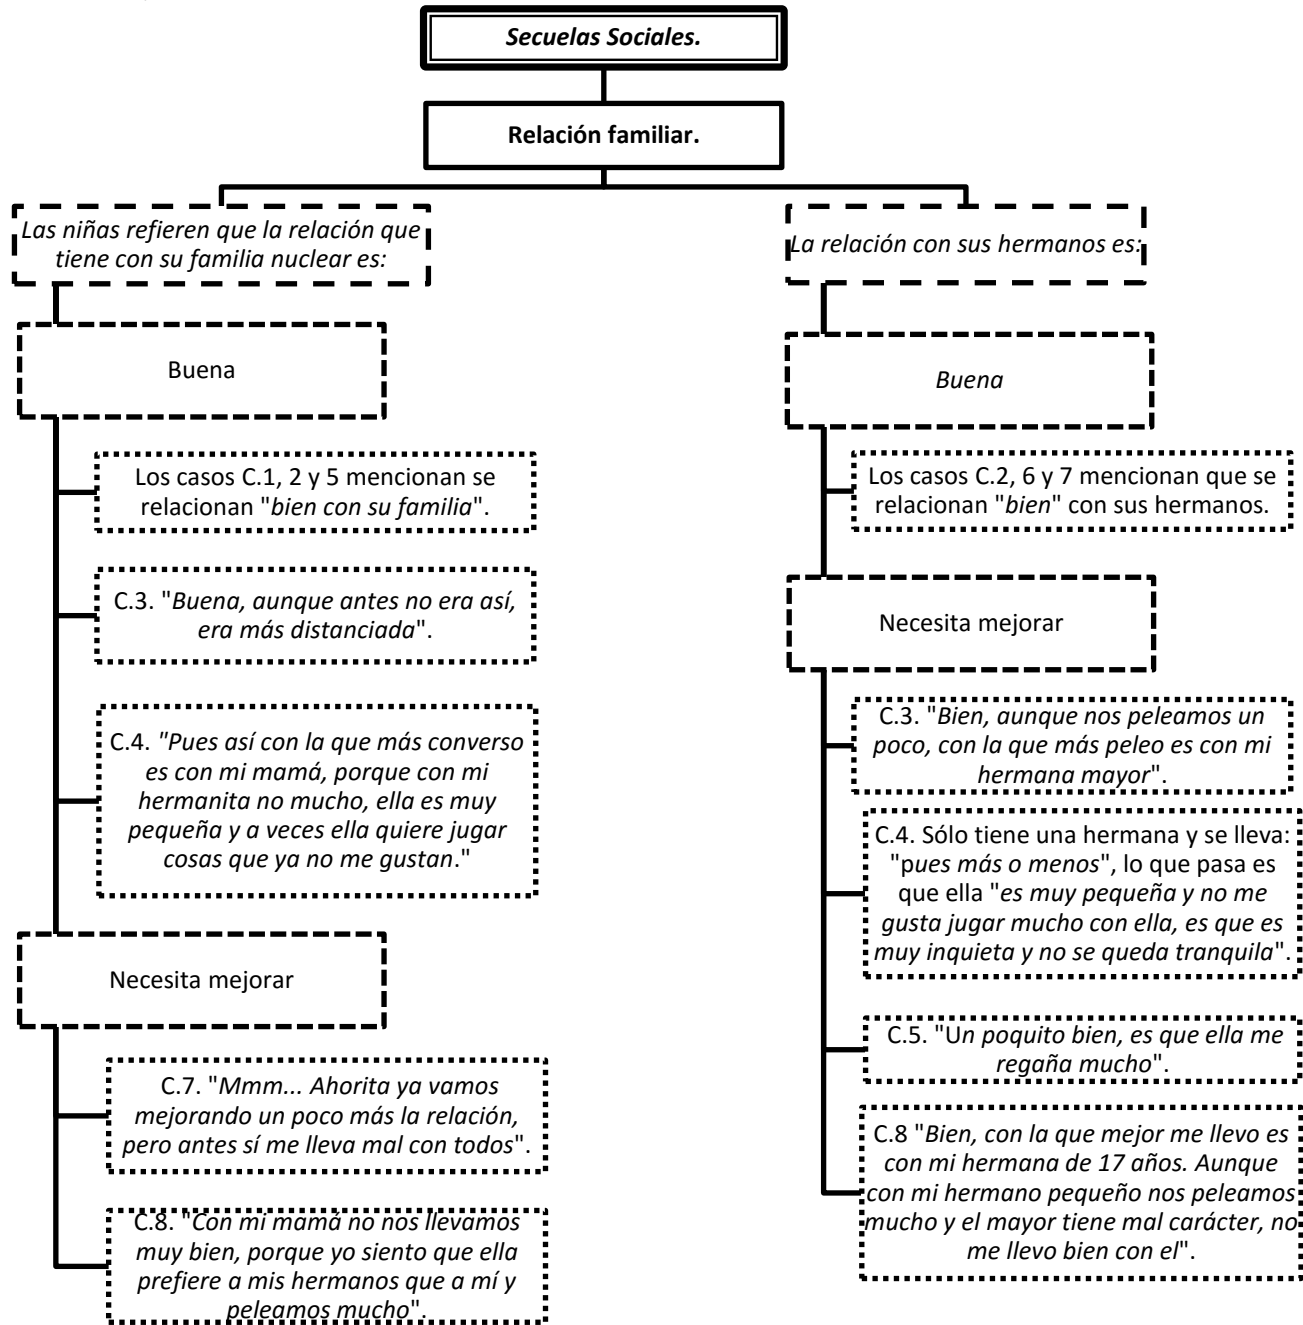 Secuelas Sociales.
Relación familiar.
Las niñas refieren que la relación que
tiene con su familia nuclear es:
Buena
Los casos C.1, 2 y 5 mencionan se
relacionan "bien con su familia".
C.3. "Buena, aunque antes no era así,
era más distanciada".
C.4. "Pues así con la que más converso
es con mi mamá, porque con mi
hermanita no mucho, ella es muy
pequeña y a veces ella quiere jugar
cosas que ya no me gustan."
Necesita mejorar
C.7. "Mmm... Ahorita ya vamos
mejorando un poco más la relación,
pero antes sí me lleva mal con todos".
C.8. "Con mi mamá no nos llevamos
muy bien, porque yo siento que ella
prefiere a mis hermanos que a mí y
peleamos mucho".
La relación con sus hermanos es:
Buena
Los casos C.2, 6 y 7 mencionan que se
relacionan "bien" con sus hermanos.
Necesita mejorar
C.3. "Bien, aunque nos peleamos un
poco, con la que más peleo es con mi
hermana mayor".
C.4. Sólo tiene una hermana y se lleva:
"pues más o menos", lo que pasa es
que ella "es muy pequeña y no me
gusta jugar mucho con ella, es que es
muy inquieta y no se queda tranquila".
C.5. "Un poquito bien, es que ella me
regaña mucho".
C.8 "Bien, con la que mejor me llevo es
con mi hermana de 17 años. Aunque
con mi hermano pequeño nos peleamos
mucho y el mayor tiene mal carácter, no
me llevo bien con el".